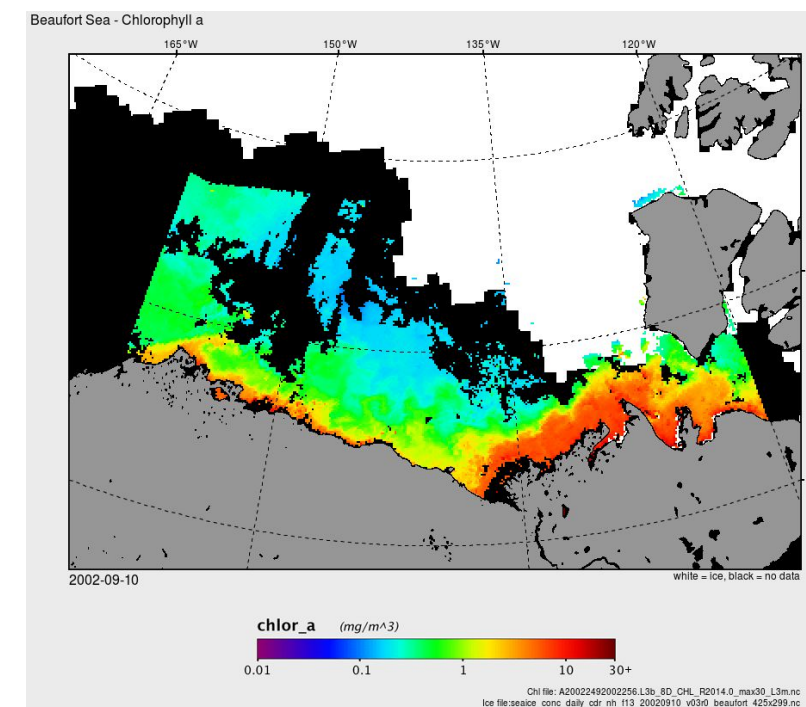 Beaufort Sea - Chlorophyll a
165°W 150°W 135°W 120°W
2002-09-10
white = ice, black = no data
chlor_a (mg/m^3)
0.01 0.1 1 10 30+
Chl file: A20022492002256.L3b_8D_CHL_R2014.0_max30_L3m.nc
Ice file:seaice_conc_daily_cdr_nh_f13_20020910_v03r0_beaufort_425x299.nc